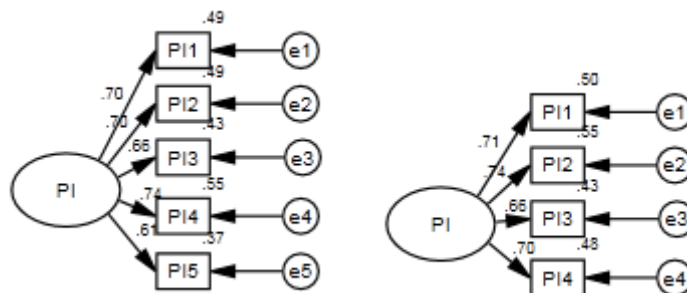 .49
PI1
e1
.70
.49
PI2
e2
.70
.43
PI3
e3
.66
.55
PI
PI4
e4
.74
.37
PI5
e5
.61
.50
PI1
e1
.71
.55
PI2
e2
.74
.43
PI3
e3
.66
.48
PI
PI4
e4
.70